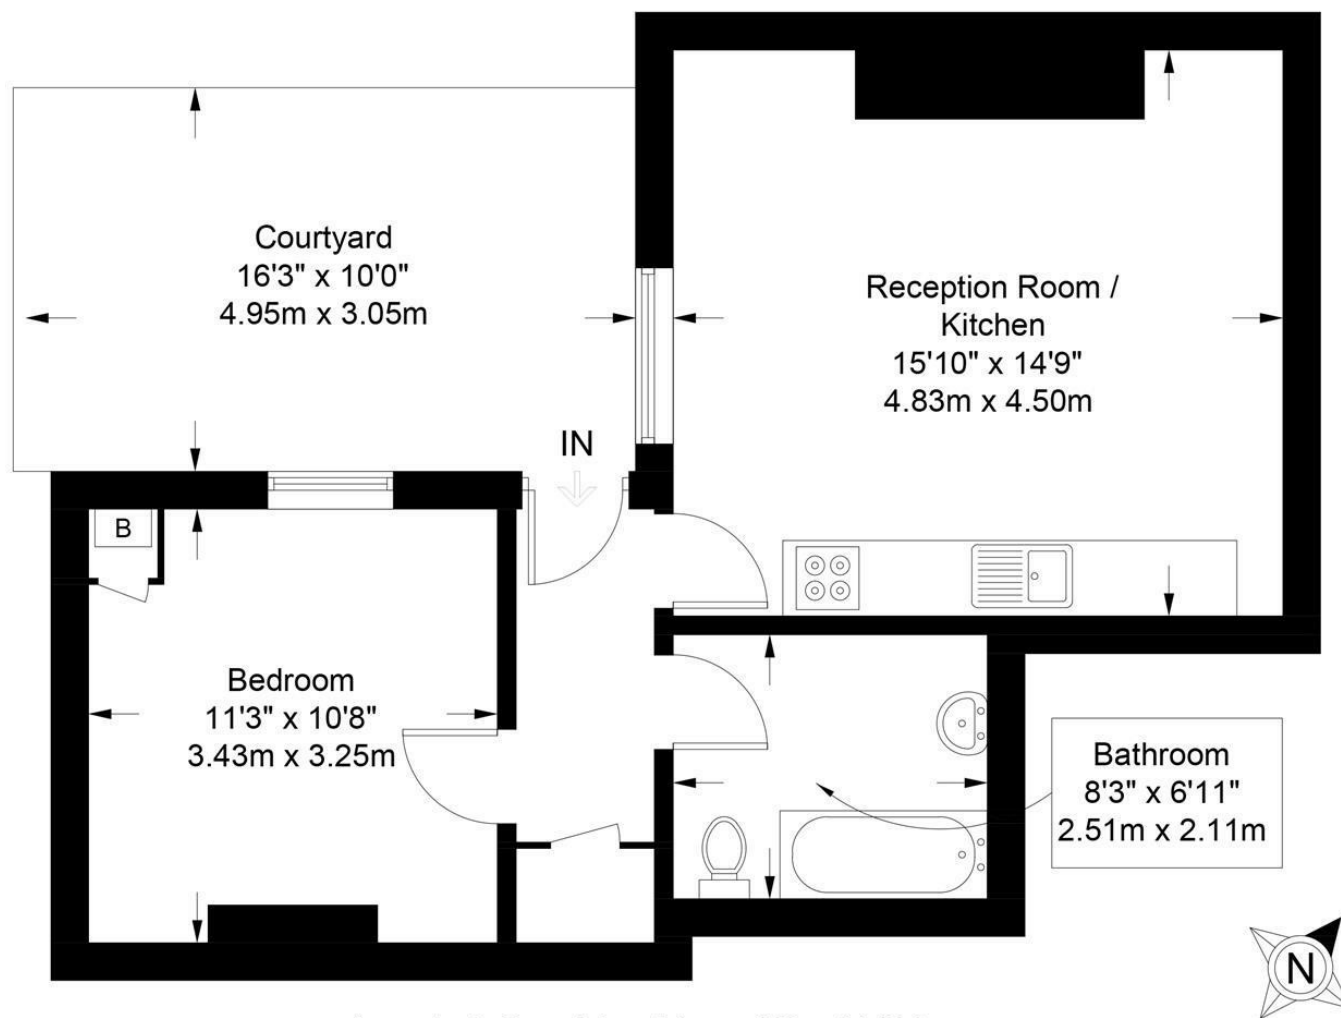 Courtyard
16'3" x 10'0"
4.95m x 3.05m
Reception Room /
Kitchen
15'10" x 14'9"
4.83m x 4.50m
IN
B
Bedroom
11'3" x 10'8"
3.43m x 3.25m
Bathroom
8'3" x 6'11"
2.51m x 2.11m
N